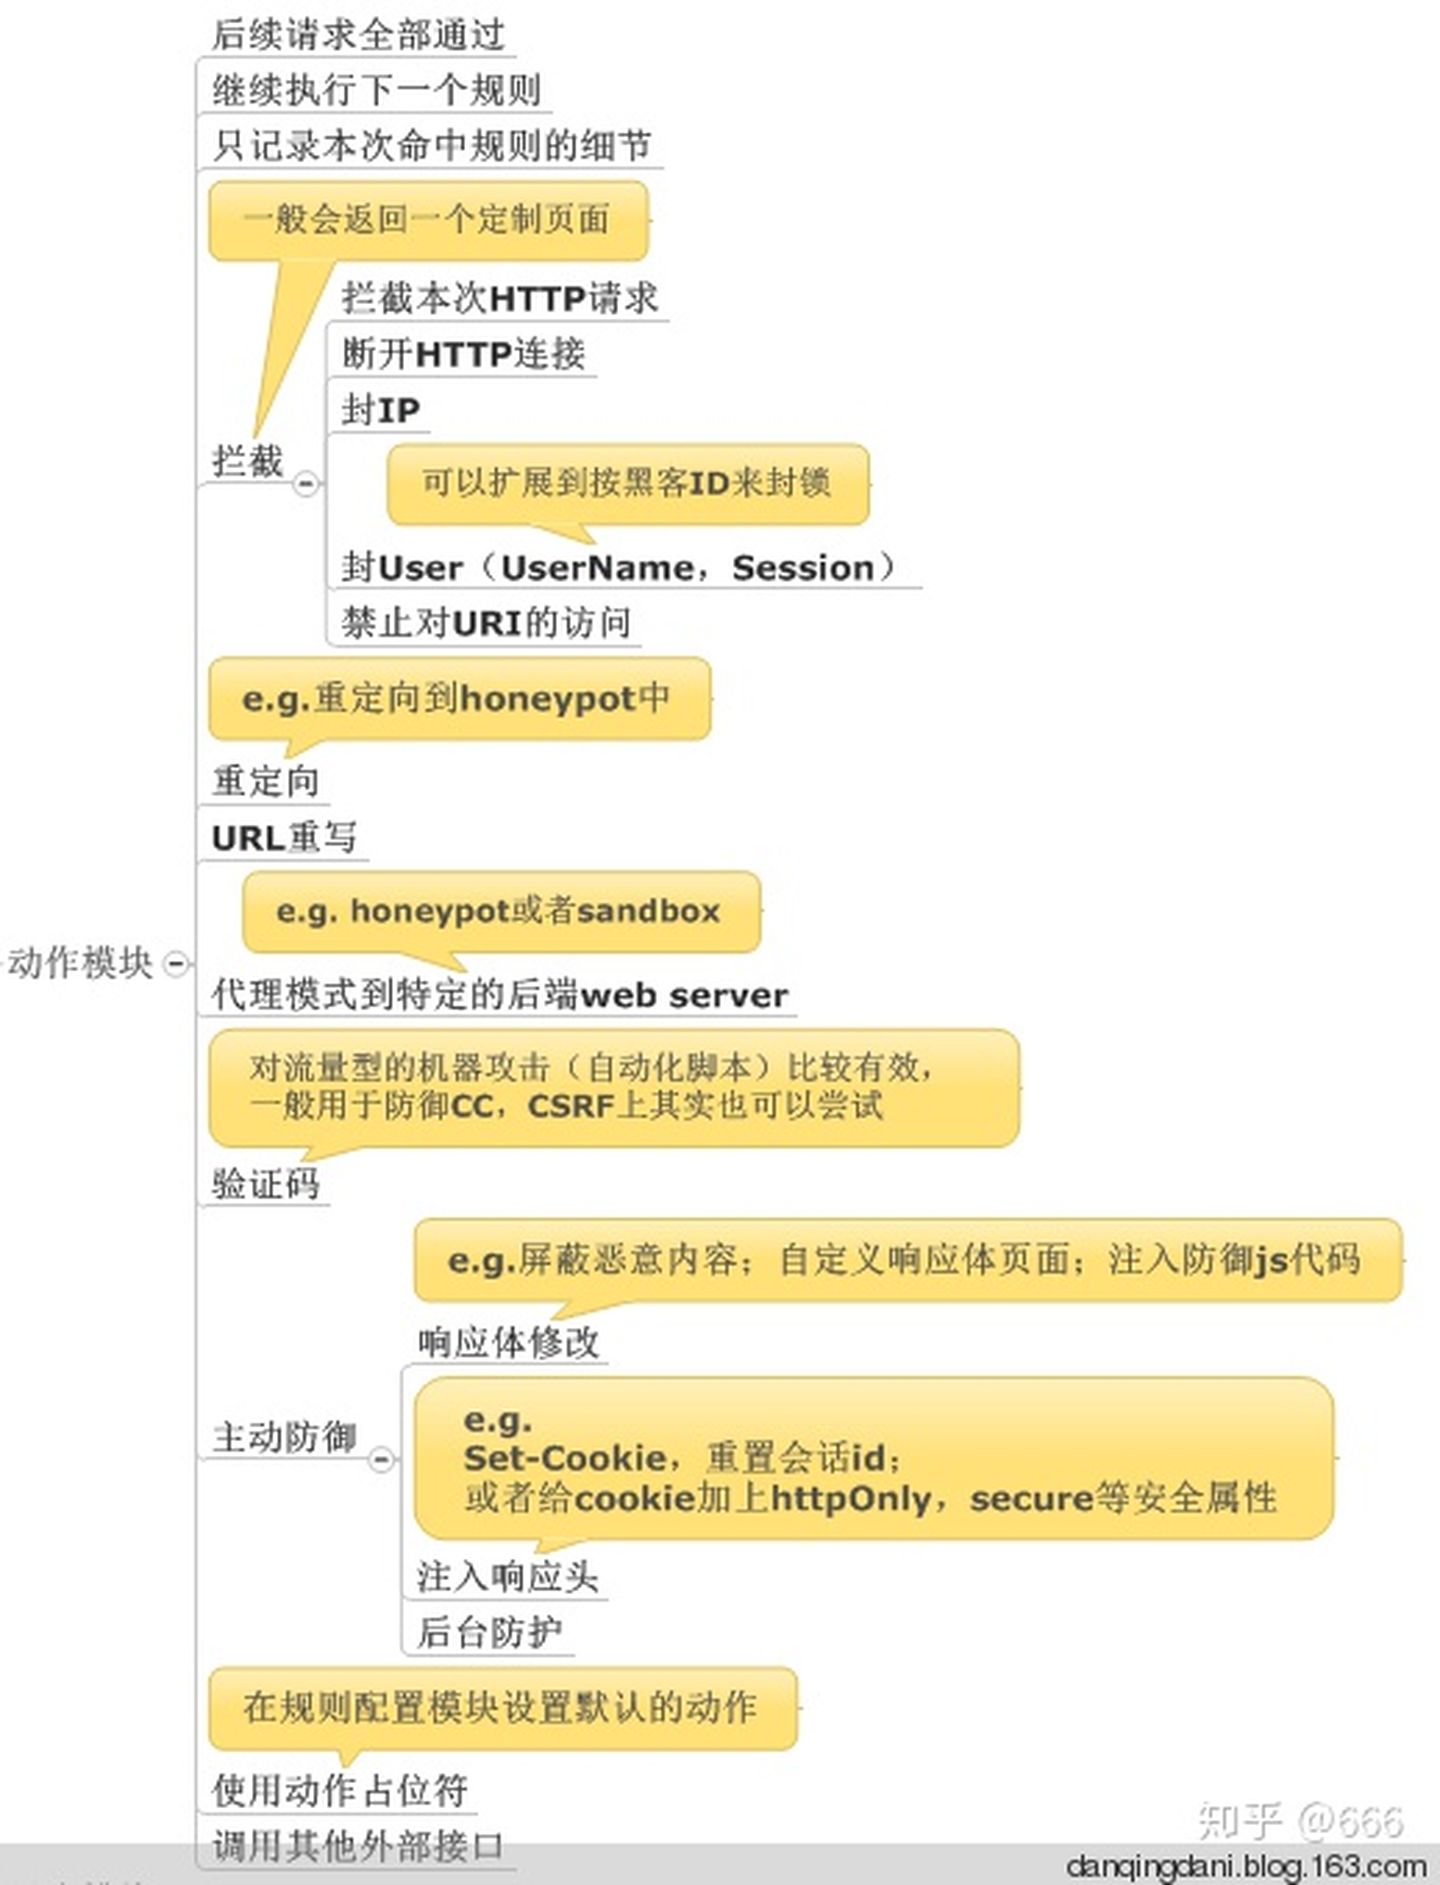 后续请求全部通过
继续执行下一个规则
只记录本次命中规则的细节
一般会返回一个定制页面
拦截本次HTTP请求
断开HTTP连接
封IP
拦截
可以扩展到按黑客ID来封锁
封User（UserName，Session）
禁止对URI的访问
e.g.重定向到honeypot中
重定向
URL重写
e.g. honeypot或者sandbox
动作模块
代理模式到特定的后端web server
对流量型的机器攻击（自动化脚本）比较有效，
一般用于防御CC，CSRF上其实也可以尝试
验证码
e.g.屏蔽恶意内容；自定义响应体页面；注入防御js代码
响应体修改
主动防御
e.g.
Set-Cookie，重置会话id；
或者给cookie加上httpOnly，secure等安全属性
注入响应头
后台防护
在规则配置模块设置默认的动作
使用动作占位符
调用其他外部接口
知乎 @666
danqingdani.blog.163.com